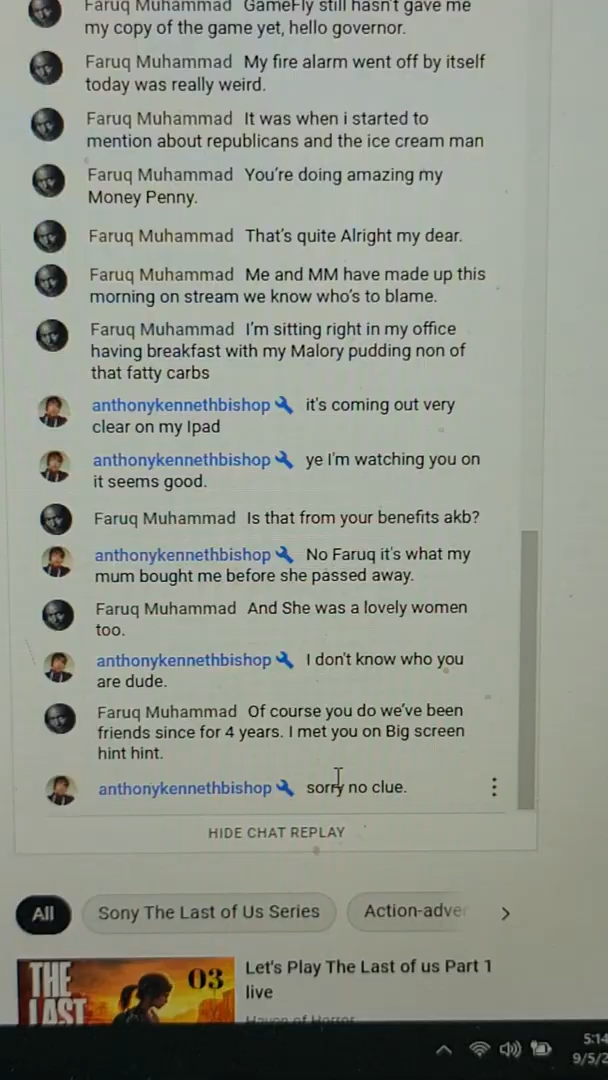 Faruq Muhammad GameFly still hasn't gave me
my copy of the game yet, hello governor.
Faruq Muhammad My fire alarm went off by itself
today was really weird.
Faruq Muhammad It was when i started to
mention about republicans and the ice cream man
Faruq Muhammad You're doing amazing my
Money Penny.
Faruq Muhammad That's quite Alright my dear.
Faruq Muhammad Me and MM have made up this
morning on stream we know who's to blame.
Faruq Muhammad I'm sitting right in my office
having breakfast with my Malory pudding non of
that fatty carbs
anthonykennethbishop it's coming out very
clear on my Ipad
anthonykennethbishop ye I'm watching you on
it seems good.
Faruq Muhammad Is that from your benefits akb?
anthonykennethbishop No Faruq it's what my
mum bought me before she passed away.
Faruq Muhammad And She was a lovely women
too.
anthonykennethbishop I don't know who you
are dude.
Faruq Muhammad Of course you do we've been
friends since for 4 years. I met you on Big screen
hint hint.
anthonykennethbishop sorry no clue.
HIDE CHAT REPLAY
All Sony The Last of Us Series Action-adver
THE LAST 03
Let's Play The Last of us Part 1
live
Haven of Horror
5:14
9/5/2